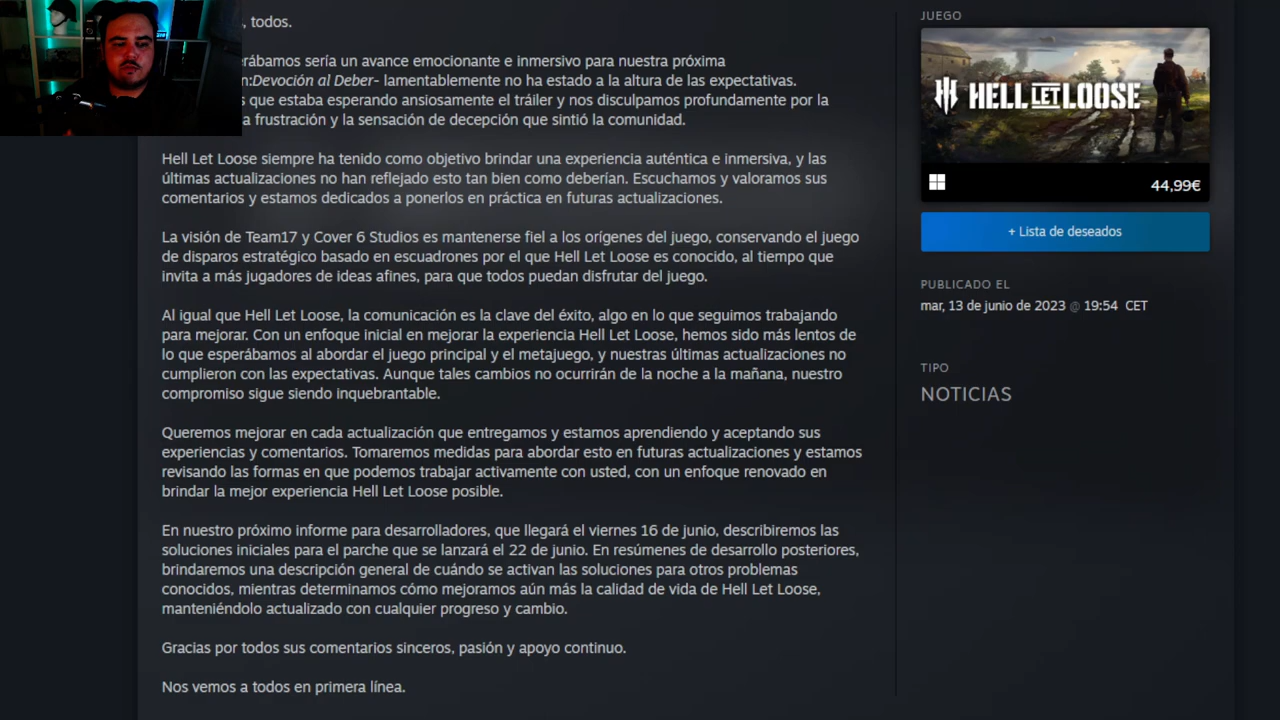 , todos.
erábamos sería un avance emocionante e inmersivo para nuestra próxima
n:Devoción al Deber- lamentablemente no ha estado a la altura de las expectativas.
s que estaba esperando ansiosamente el tráiler y nos disculpamos profundamente por la
a frustración y la sensación de decepción que sintió la comunidad.
Hell Let Loose siempre ha tenido como objetivo brindar una experiencia auténtica e inmersiva, y las
últimas actualizaciones no han reflejado esto tan bien como deberían. Escuchamos y valoramos sus
comentarios y estamos dedicados a ponerlos en práctica en futuras actualizaciones.
La visión de Team17 y Cover 6 Studios es mantenerse fiel a los orígenes del juego, conservando el juego
de disparos estratégico basado en escuadrones por el que Hell Let Loose es conocido, al tiempo que
invita a más jugadores de ideas afines, para que todos puedan disfrutar del juego.
Al igual que Hell Let Loose, la comunicación es la clave del éxito, algo en lo que seguimos trabajando
para mejorar. Con un enfoque inicial en mejorar la experiencia Hell Let Loose, hemos sido más lentos de
lo que esperábamos al abordar el juego principal y el metajuego, y nuestras últimas actualizaciones no
cumplieron con las expectativas. Aunque tales cambios no ocurrirán de la noche a la mañana, nuestro
compromiso sigue siendo inquebrantable.
Queremos mejorar en cada actualización que entregamos y estamos aprendiendo y aceptando sus
experiencias y comentarios. Tomaremos medidas para abordar esto en futuras actualizaciones y estamos
revisando las formas en que podemos trabajar activamente con usted, con un enfoque renovado en
brindar la mejor experiencia Hell Let Loose posible.
En nuestro próximo informe para desarrolladores, que llegará el viernes 16 de junio, describiremos las
soluciones iniciales para el parche que se lanzará el 22 de junio. En resúmenes de desarrollo posteriores,
brindaremos una descripción general de cuándo se activan las soluciones para otros problemas
conocidos, mientras determinamos cómo mejoramos aún más la calidad de vida de Hell Let Loose,
manteniéndolo actualizado con cualquier progreso y cambio.
Gracias por todos sus comentarios sinceros, pasión y apoyo continuo.
Nos vemos a todos en primera línea.
JUEGO
HELL LET LOOSE
44,99€
+ Lista de deseados
PUBLICADO EL
mar, 13 de junio de 2023 @ 19:54 CET
TIPO
NOTICIAS